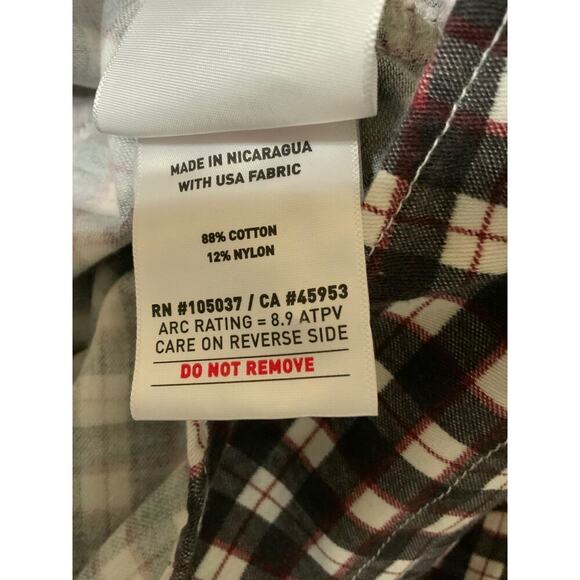 MADE IN NICARAGUA
WITH USA FABRIC
88% COTTON
12% NYLON
RN #105037 / CA #45953
ARC RATING = 8.9 ATPV
CARE ON REVERSE SIDE
DO NOT REMOVE